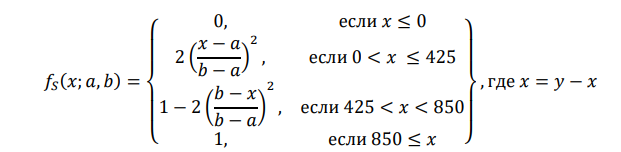 0, если x ≤ 0
2 (x − a / b − a)², если 0 < x ≤ 425
f_S(x; a, b) = { } , где x = y − x
1 − 2 (b − x / b − a)², если 425 < x < 850
1, если 850 ≤ x